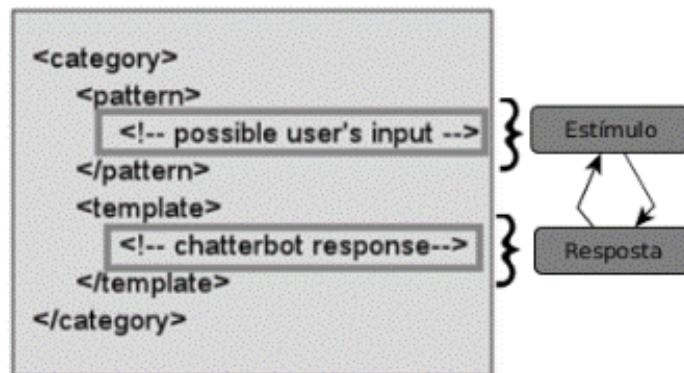 <category>
<pattern>
<!-- possible user's input -->
</pattern>
<template>
<!-- chatterbot response-->
</template>
</category>
Estímulo
Resposta